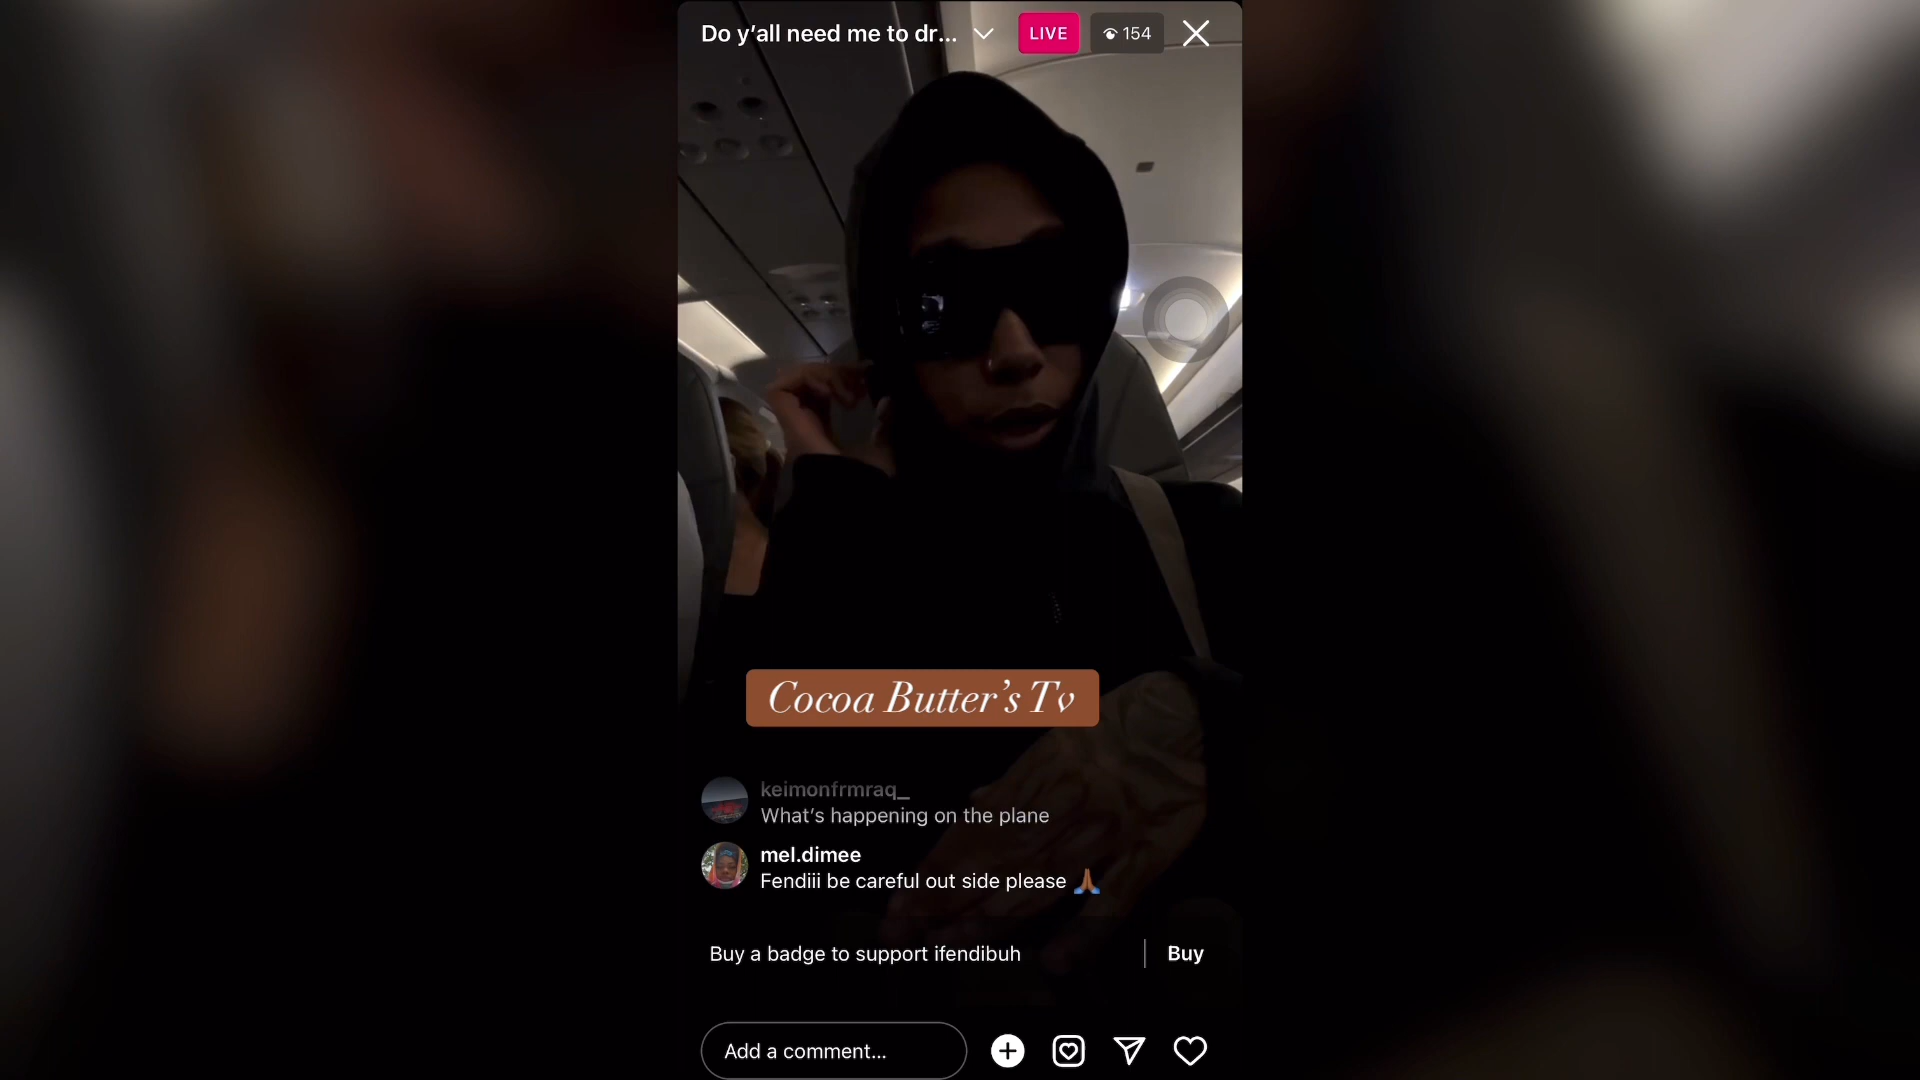 Do y’all need me to dr...
LIVE
154
Cocoa Butter’s Tv
keimonfrmraq_
What’s happening on the plane
mel.dimee
Fendiii be careful out side please 🙏🏾
Buy a badge to support ifendibuh
Buy
Add a comment...